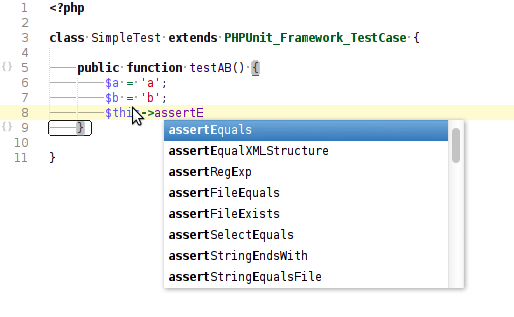 1 <?php
2
3 class SimpleTest extends PHPUnit_Framework_TestCase {
4
5 public function testAB() {
6 $a = 'a';
7 $b = 'b';
8 $thi->assertE
9 }
10
11 }
assertEquals
assertEqualXMLStructure
assertRegExp
assertFileEquals
assertFileExists
assertSelectEquals
assertStringEndsWith
assertStringEqualsFile